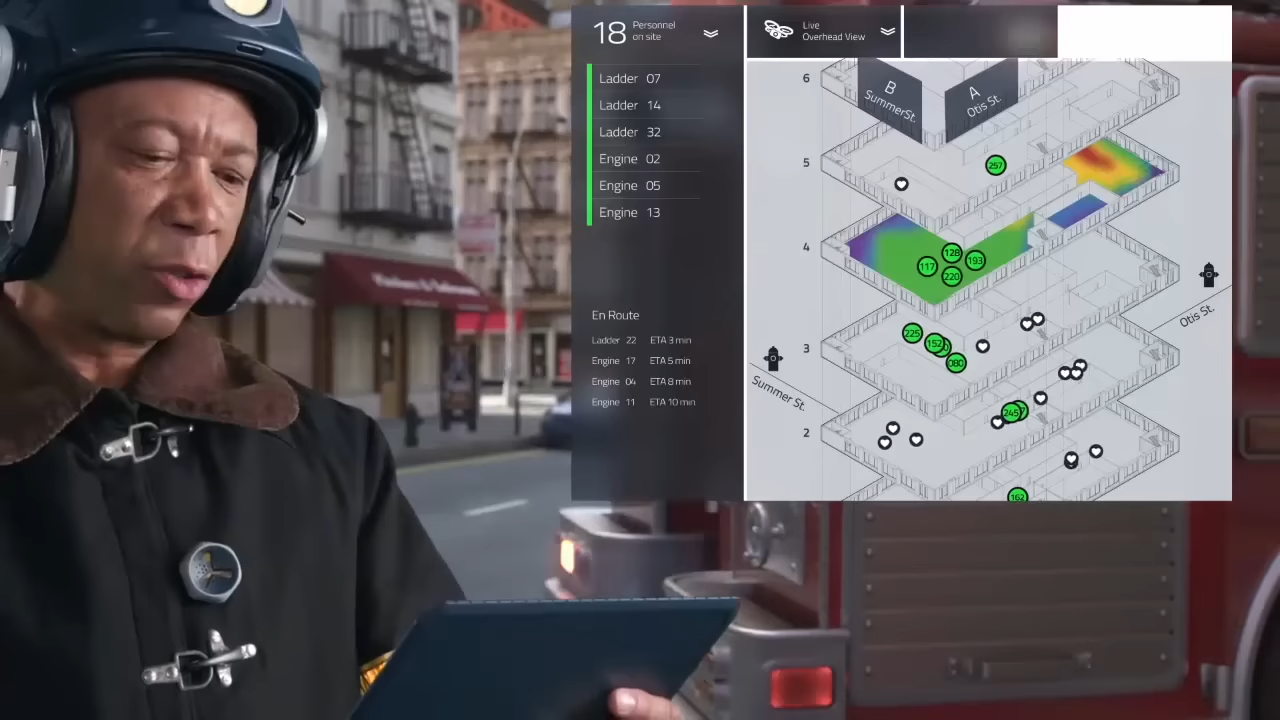 18 Personnel on site
Live Overhead View
Ladder 07
Ladder 14
Ladder 32
Engine 02
Engine 05
Engine 13
En Route
Ladder 22 ETA 3 min
Engine 17 ETA 5 min
Engine 04 ETA 8 min
Engine 11 ETA 10 min
6
B
Summer St.
A
Otis St.
5
257
4
128
117
193
220
3
225
152
080
Otis St.
Summer St.
245
2
162